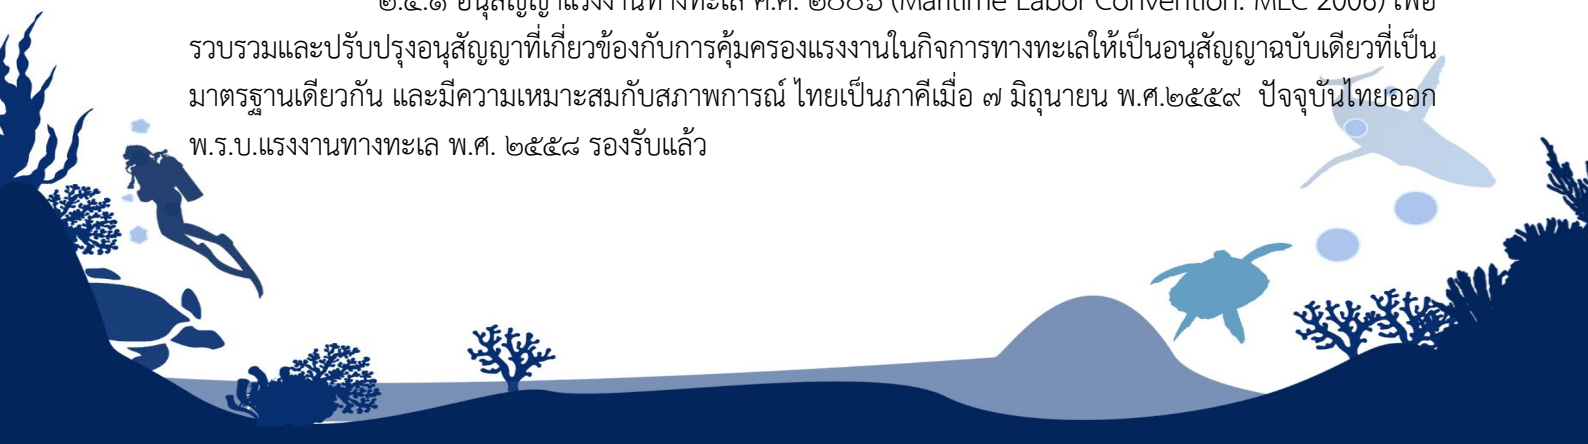 ๒.๔.๑ อนุสัญญาแรงงานทางทะเล ค.ศ. ๒๐๐๖ (Maritime Labor Convention: MLC 2006) เพื่อ
รวบรวมและปรับปรุงอนุสัญญาที่เกี่ยวข้องกับการคุ้มครองแรงงานในกิจการทางทะเลให้เป็นอนุสัญญาฉบับเดียวที่เป็น
มาตรฐานเดียวกัน และมีความเหมาะสมกับสภาพการณ์ ไทยเป็นภาคีเมื่อ ๗ มิถุนายน พ.ศ.๒๕๕๙ ปัจจุบันไทยออก
พ.ร.บ.แรงงานทางทะเล พ.ศ. ๒๕๕๘ รองรับแล้ว